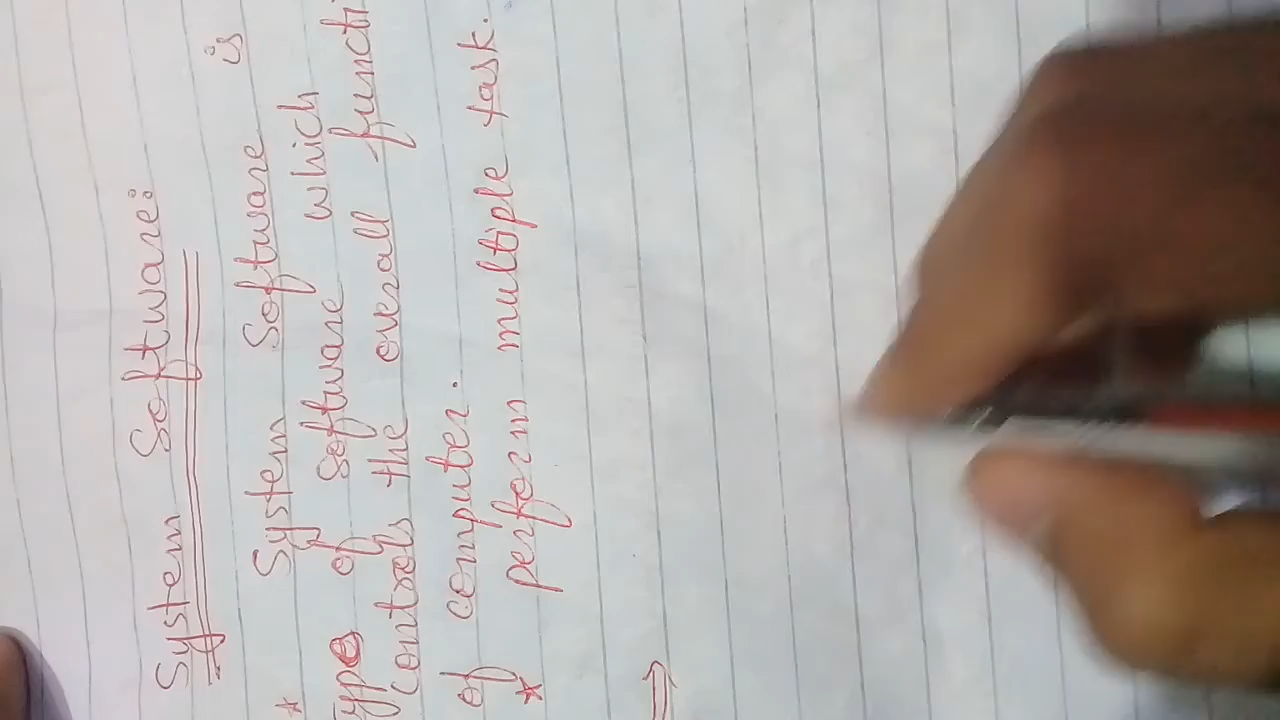 System Software:
* System Software is
Type of Software which
controls the overall functi
of computer.
* perform multiple task.
⇒